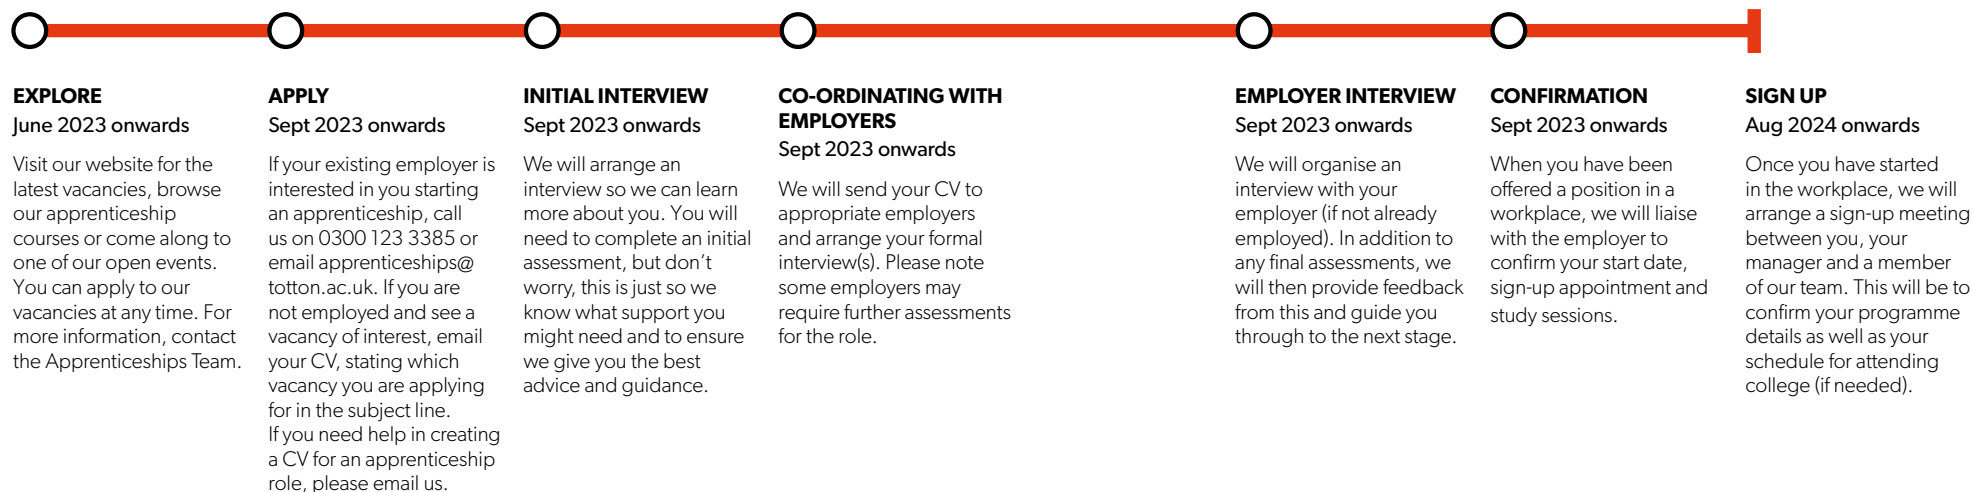 EXPLORE
June 2023 onwards
Visit our website for the
latest vacancies, browse
our apprenticeship
courses or come along to
one of our open events.
You can apply to our
vacancies at any time. For
more information, contact
the Apprenticeships Team.
APPLY
Sept 2023 onwards
If your existing employer is
interested in you starting
an apprenticeship, call
us on 0300 123 3385 or
email apprenticeships@
totton.ac.uk. If you are
not employed and see a
vacancy of interest, email
your CV, stating which
vacancy you are applying
for in the subject line.
If you need help in creating
a CV for an apprenticeship
role, please email us.
INITIAL INTERVIEW
Sept 2023 onwards
We will arrange an
interview so we can learn
more about you. You will
need to complete an initial
assessment, but don't
worry, this is just so we
know what support you
might need and to ensure
we give you the best
advice and guidance.
CO-ORDINATING WITH
EMPLOYERS
Sept 2023 onwards
We will send your CV to
appropriate employers
and arrange your formal
interview(s). Please note
some employers may
require further assessments
for the role.
EMPLOYER INTERVIEW
Sept 2023 onwards
We will organise an
interview with your
employer (if not already
employed). In addition to
any final assessments, we
will then provide feedback
from this and guide you
through to the next stage.
CONFIRMATION
Sept 2023 onwards
When you have been
offered a position in a
workplace, we will liaise
with the employer to
confirm your start date,
sign-up appointment and
study sessions.
SIGN UP
Aug 2024 onwards
Once you have started
in the workplace, we will
arrange a sign-up meeting
between you, your
manager and a member
of our team. This will be to
confirm your programme
details as well as your
schedule for attending
college (if needed).